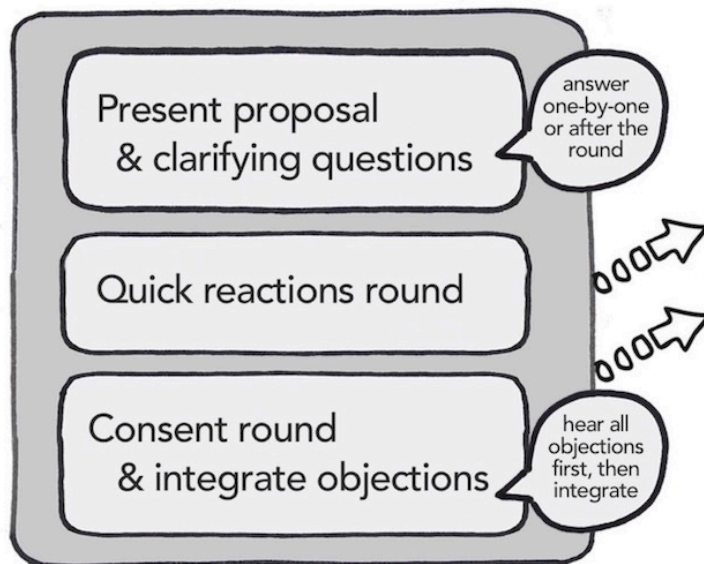 Present proposal
& clarifying questions
answer
one-by-one
or after the
round
Quick reactions round
Consent round
& integrate objections
hear all
objections
first, then
integrate